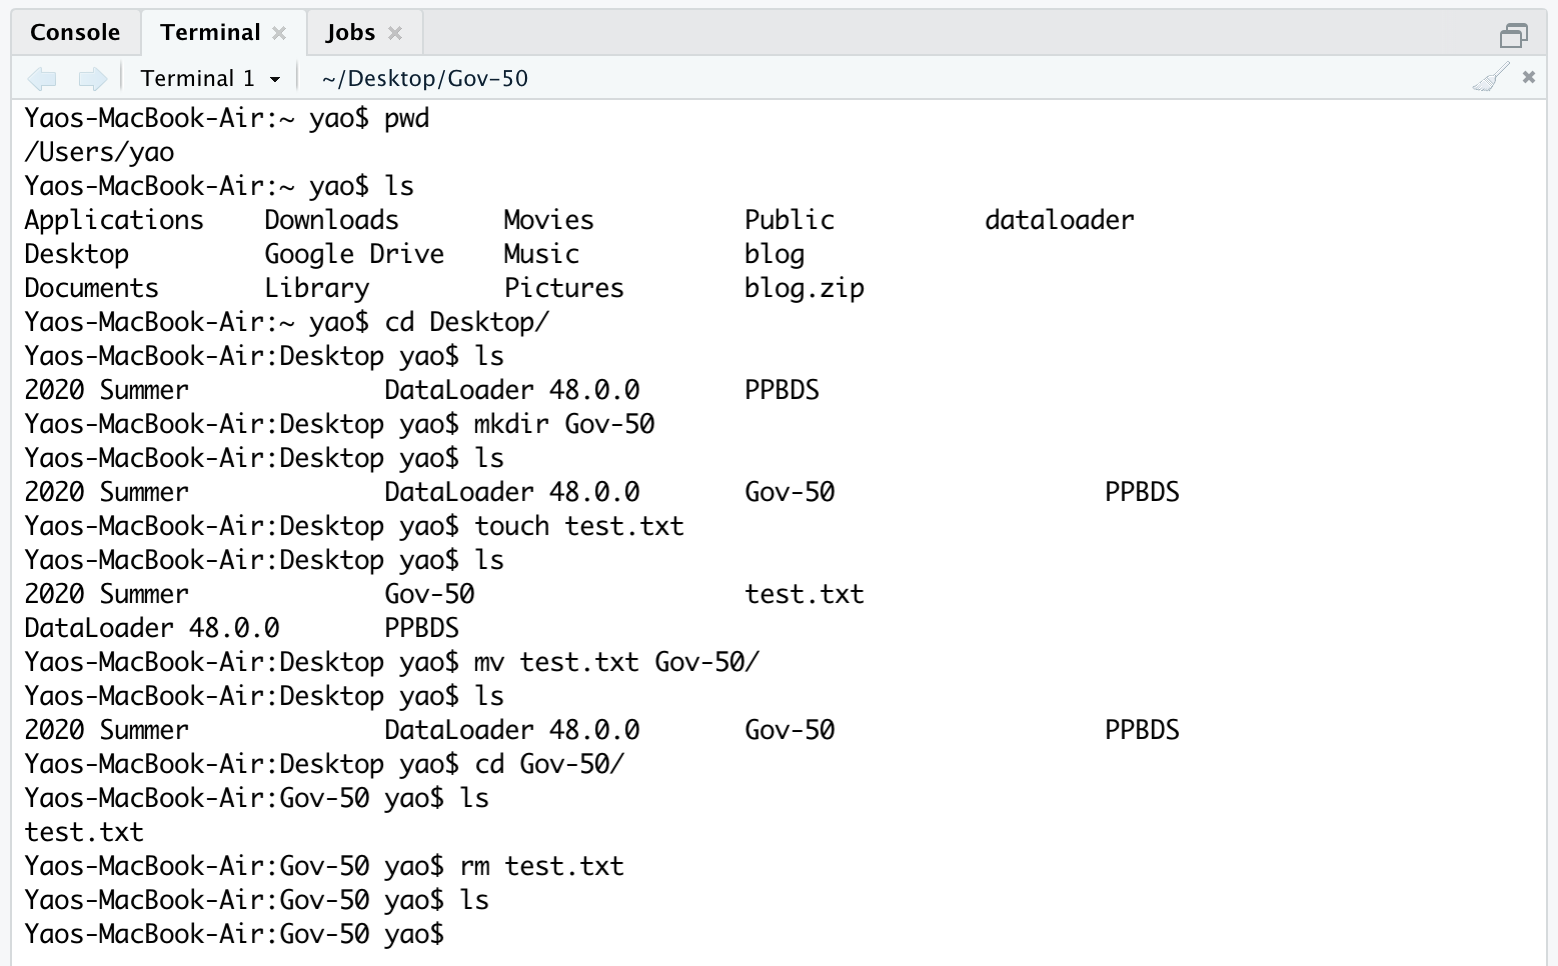 Console Terminal × Jobs ×
Terminal 1 ~/Desktop/Gov-50
Yaos-MacBook-Air:~ yao$ pwd
/Users/yao
Yaos-MacBook-Air:~ yao$ ls
Applications    Downloads       Movies          Public          dataloader
Desktop         Google Drive    Music           blog
Documents       Library         Pictures        blog.zip
Yaos-MacBook-Air:~ yao$ cd Desktop/
Yaos-MacBook-Air:Desktop yao$ ls
2020 Summer             DataLoader 48.0.0       PPBDS
Yaos-MacBook-Air:Desktop yao$ mkdir Gov-50
Yaos-MacBook-Air:Desktop yao$ ls
2020 Summer             DataLoader 48.0.0       Gov-50                  PPBDS
Yaos-MacBook-Air:Desktop yao$ touch test.txt
Yaos-MacBook-Air:Desktop yao$ ls
2020 Summer             Gov-50                  test.txt
DataLoader 48.0.0       PPBDS
Yaos-MacBook-Air:Desktop yao$ mv test.txt Gov-50/
Yaos-MacBook-Air:Desktop yao$ ls
2020 Summer             DataLoader 48.0.0       Gov-50                  PPBDS
Yaos-MacBook-Air:Desktop yao$ cd Gov-50/
Yaos-MacBook-Air:Gov-50 yao$ ls
test.txt
Yaos-MacBook-Air:Gov-50 yao$ rm test.txt
Yaos-MacBook-Air:Gov-50 yao$ ls
Yaos-MacBook-Air:Gov-50 yao$